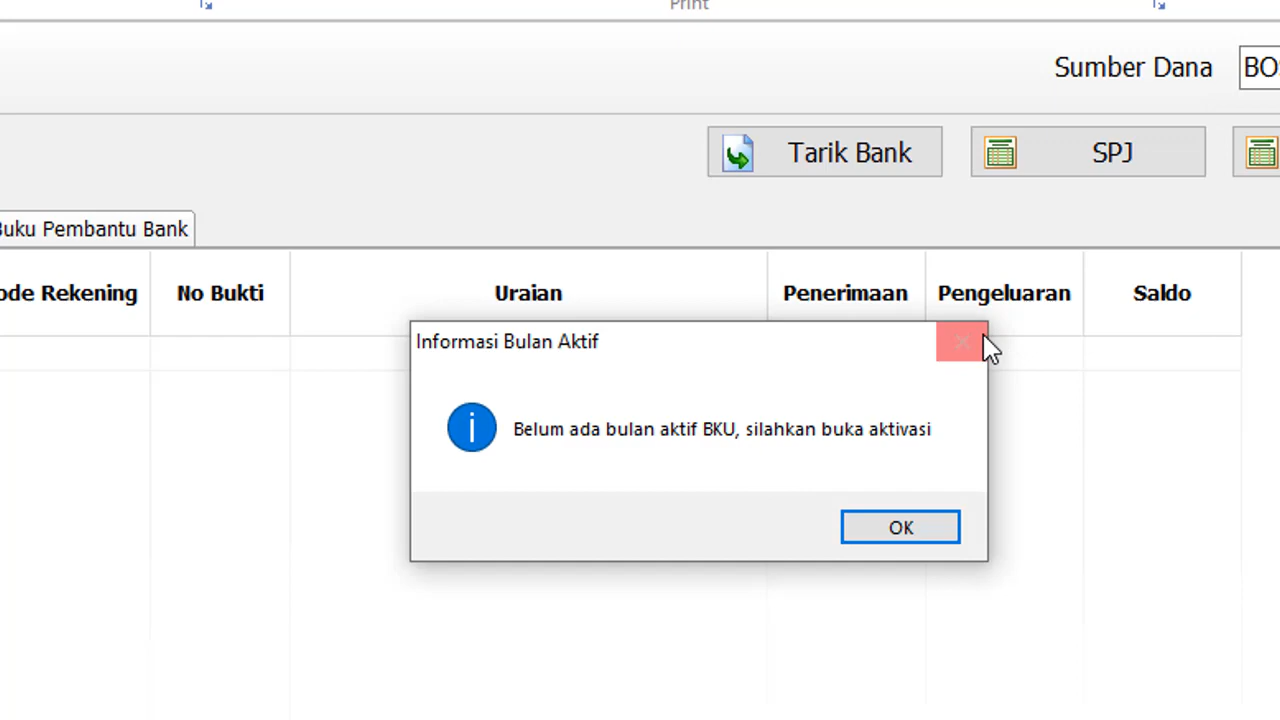 Print
Sumber Dana
Tarik Bank
SPJ
Buku Pembantu Bank
No Bukti
Uraian
Penerimaan
Pengeluaran
Saldo
Rekening
Informasi Bulan Aktif
Belum ada bulan aktif BKU, silahkan buka aktivasi
OK